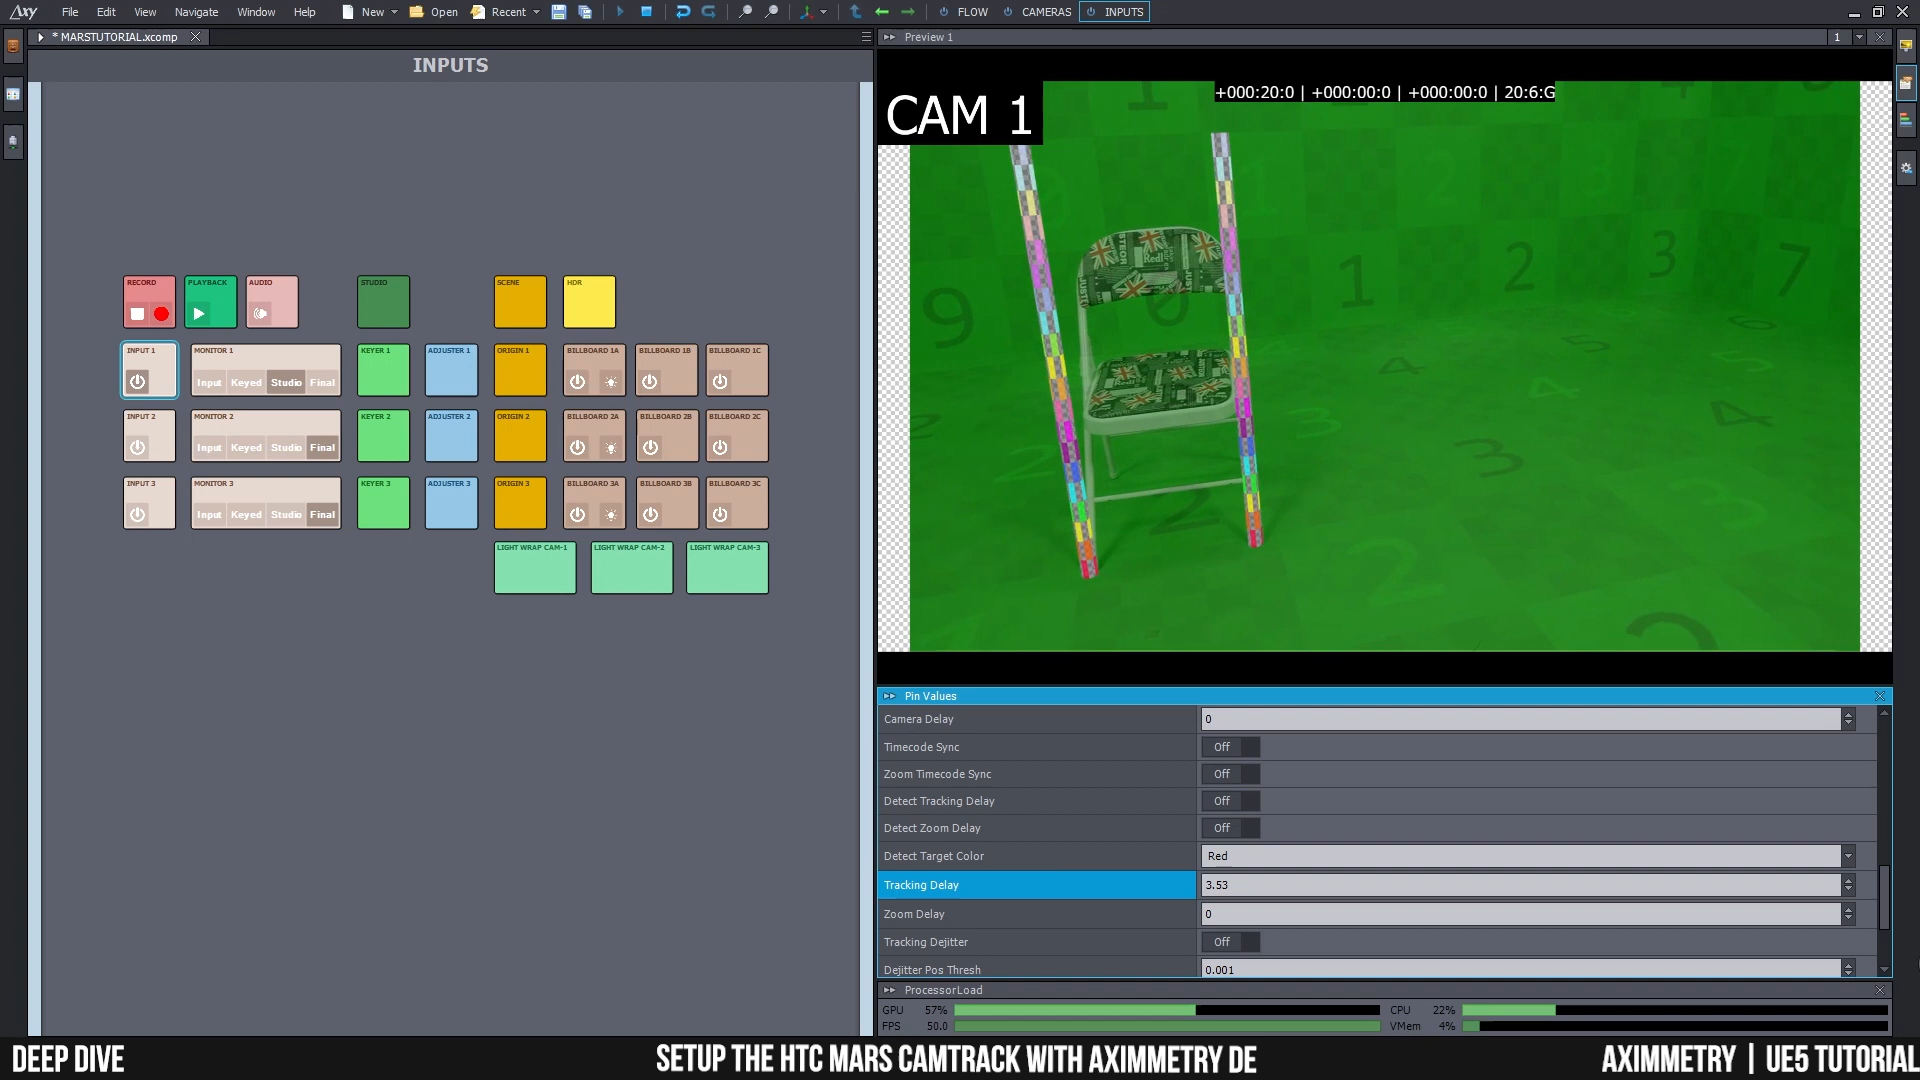 Axy File Edit View Navigate Window Help New Open Recent FLOW CAMERAS INPUTS
* MARSTUTORIAL.xcomp
Preview 1
1
INPUTS
CAM 1
+000:20:0 | +000:00:0 | +000:00:0 | 20:6:G
RECORD PLAYBACK AUDIO STUDIO SCENE HDR
INPUT 1 MONITOR 1 KEYER 1 ADJUSTER 1 ORIGIN 1 BILLBOARD 1A BILLBOARD 1B BILLBOARD 1C
Input Keyed Studio Final
INPUT 2 MONITOR 2 KEYER 2 ADJUSTER 2 ORIGIN 2 BILLBOARD 2A BILLBOARD 2B BILLBOARD 2C
Input Keyed Studio Final
INPUT 3 MONITOR 3 KEYER 3 ADJUSTER 3 ORIGIN 3 BILLBOARD 3A BILLBOARD 3B BILLBOARD 3C
Input Keyed Studio Final
LIGHT WRAP CAM-1 LIGHT WRAP CAM-2 LIGHT WRAP CAM-3
9 0 1 2 3 7
Pin Values
Camera Delay 0
Timecode Sync Off
Zoom Timecode Sync Off
Detect Tracking Delay Off
Detect Zoom Delay Off
Detect Target Color Red
Tracking Delay 3.53
Zoom Delay 0
Tracking Dejitter Off
Dejitter Pos Thresh 0.001
ProcessorLoad
GPU 57% CPU 22%
FPS 50.0 VMem 4%
DEEP DIVE SETUP THE HTC MARS CAMTRACK WITH AXIMMETRY DE AXIMMETRY | UE5 TUTORIAL